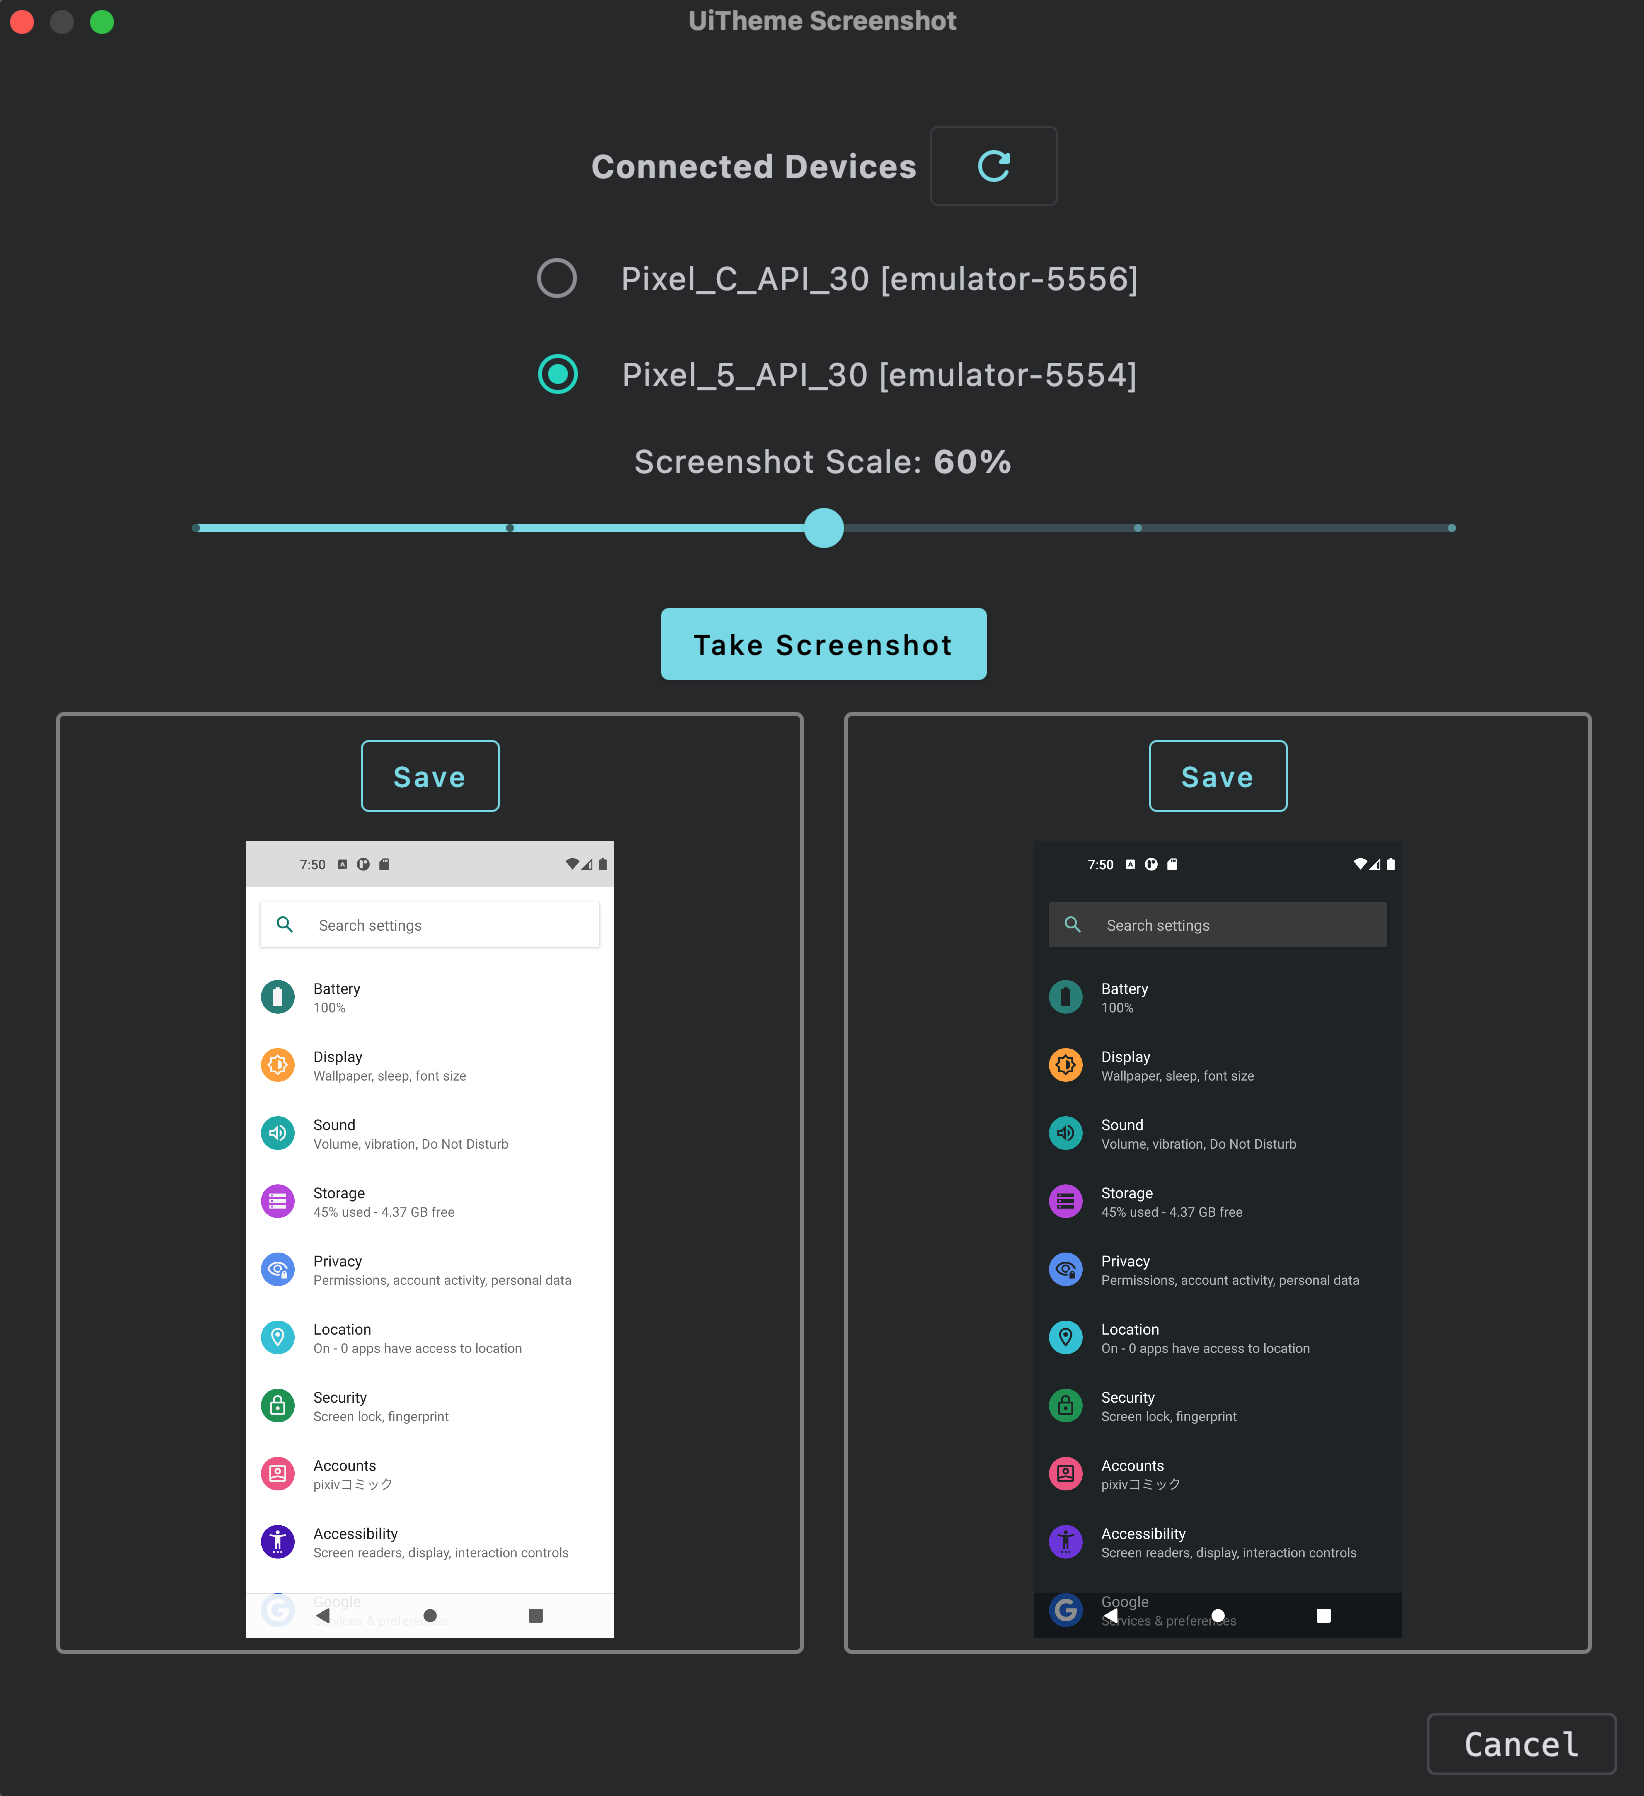 UiTheme Screenshot
Connected Devices
Pixel_C_API_30 [emulator-5556]
Pixel_5_API_30 [emulator-5554]
Screenshot Scale: 60%
Take Screenshot
Save
7:50
Search settings
Battery
100%
Display
Wallpaper, sleep, font size
Sound
Volume, vibration, Do Not Disturb
Storage
45% used - 4.37 GB free
Privacy
Permissions, account activity, personal data
Location
On - 0 apps have access to location
Security
Screen lock, fingerprint
Accounts
pixivコミック
Accessibility
Screen readers, display, interaction controls
Google
Services & preferences
Save
7:50
Search settings
Battery
100%
Display
Wallpaper, sleep, font size
Sound
Volume, vibration, Do Not Disturb
Storage
45% used - 4.37 GB free
Privacy
Permissions, account activity, personal data
Location
On - 0 apps have access to location
Security
Screen lock, fingerprint
Accounts
pixivコミック
Accessibility
Screen readers, display, interaction controls
Google
Services & preferences
Cancel